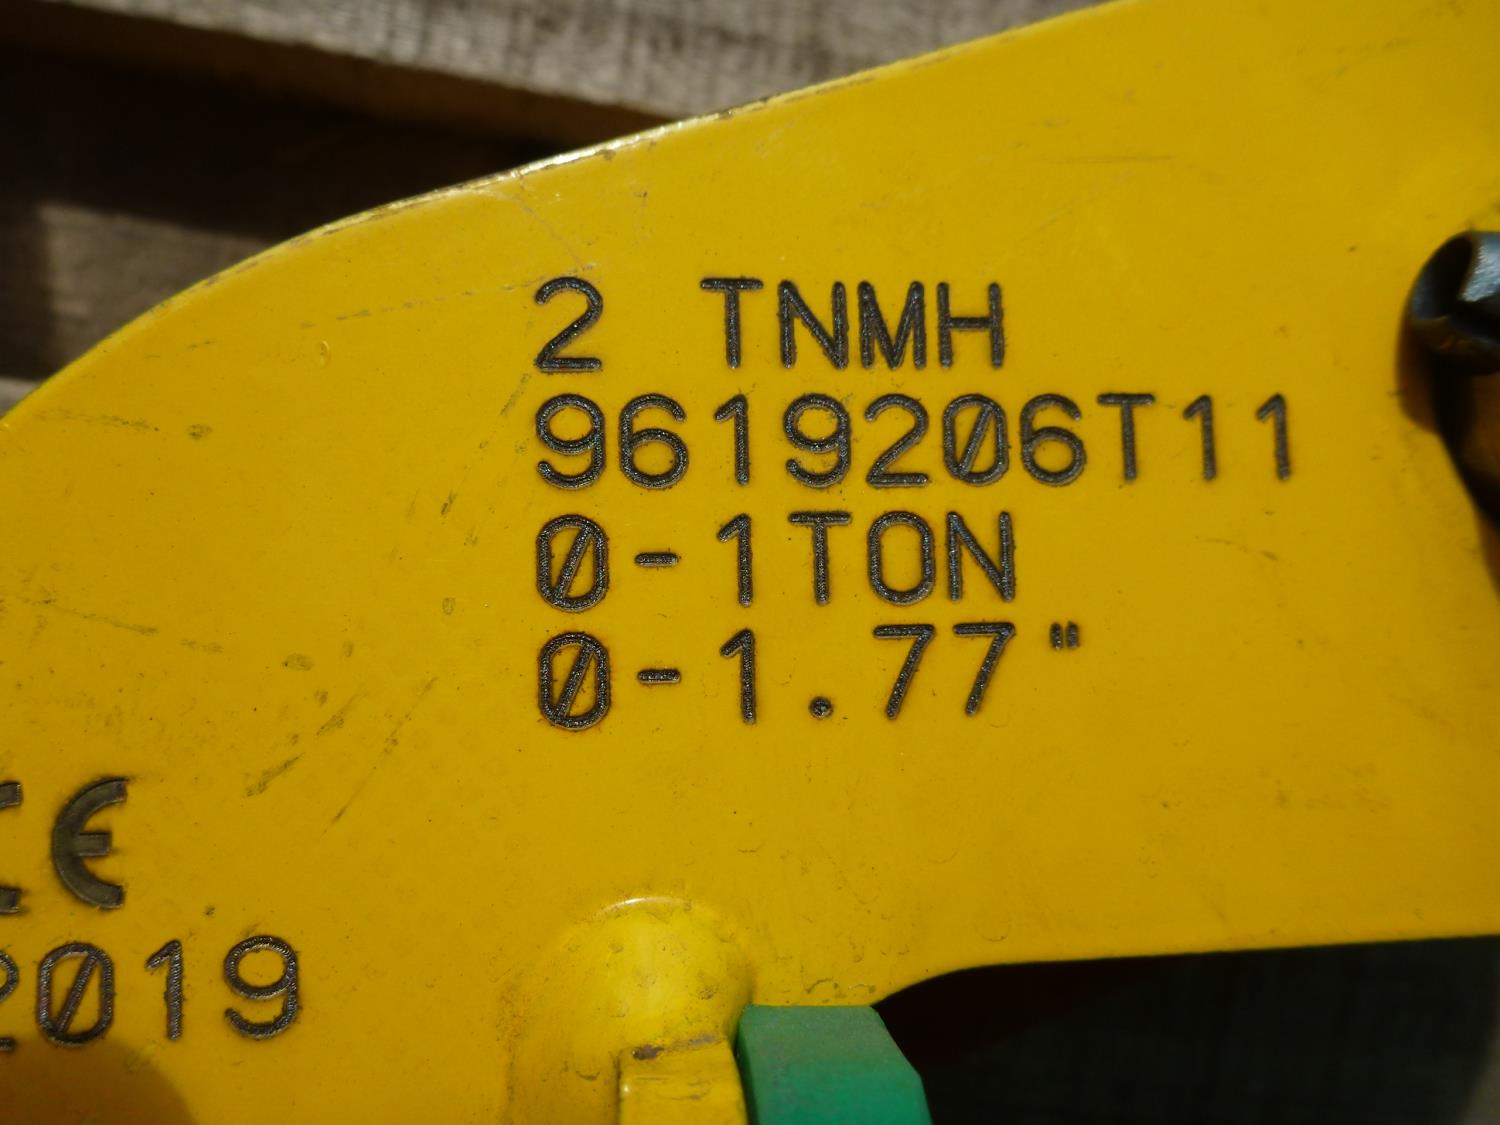 2 TNMH
9619206T11
0-1TON
0-1.77"
CE
2019